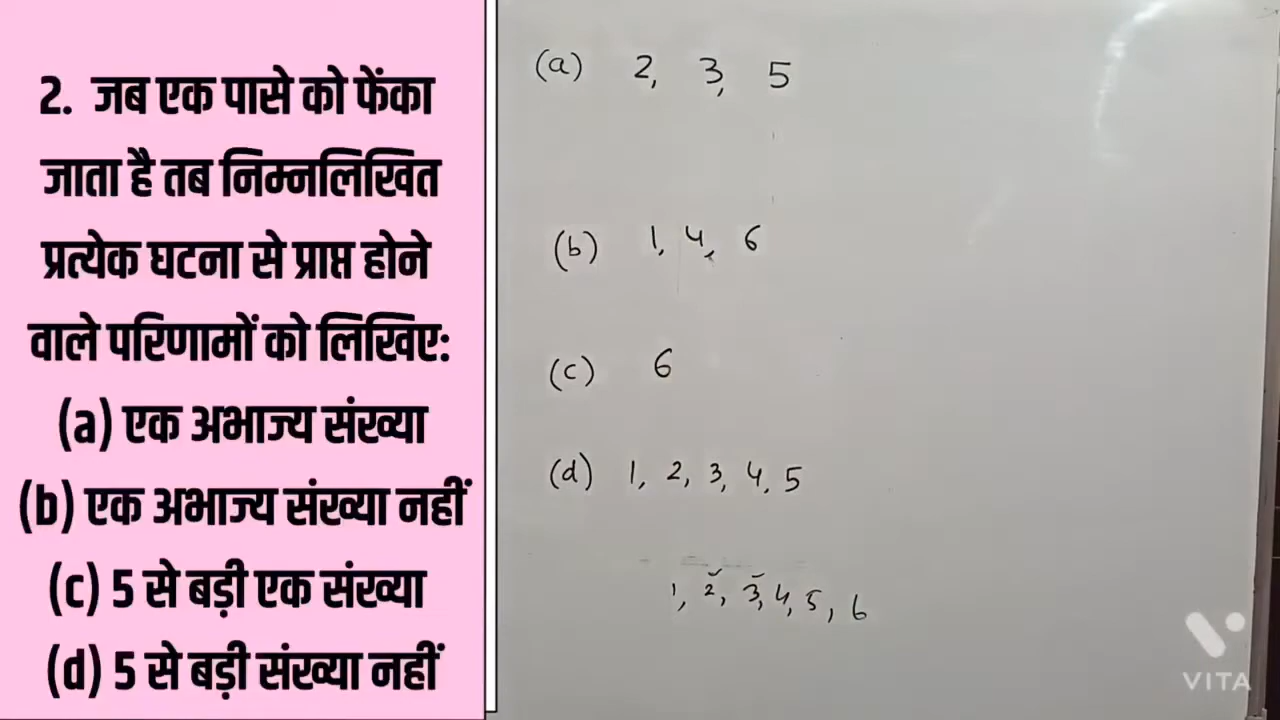 2. जब एक पासे को फेंका
जाता है तब निम्नलिखित
प्रत्येक घटना से प्राप्त होने
वाले परिणामों को लिखिए:
(a) एक अभाज्य संख्या
(b) एक अभाज्य संख्या नहीं
(c) 5 से बड़ी एक संख्या
(d) 5 से बड़ी संख्या नहीं
(a) 2, 3, 5
(b) 1, 4, 6
(c) 6
(d) 1, 2, 3, 4, 5
1, 2, 3, 4, 5, 6
VITA